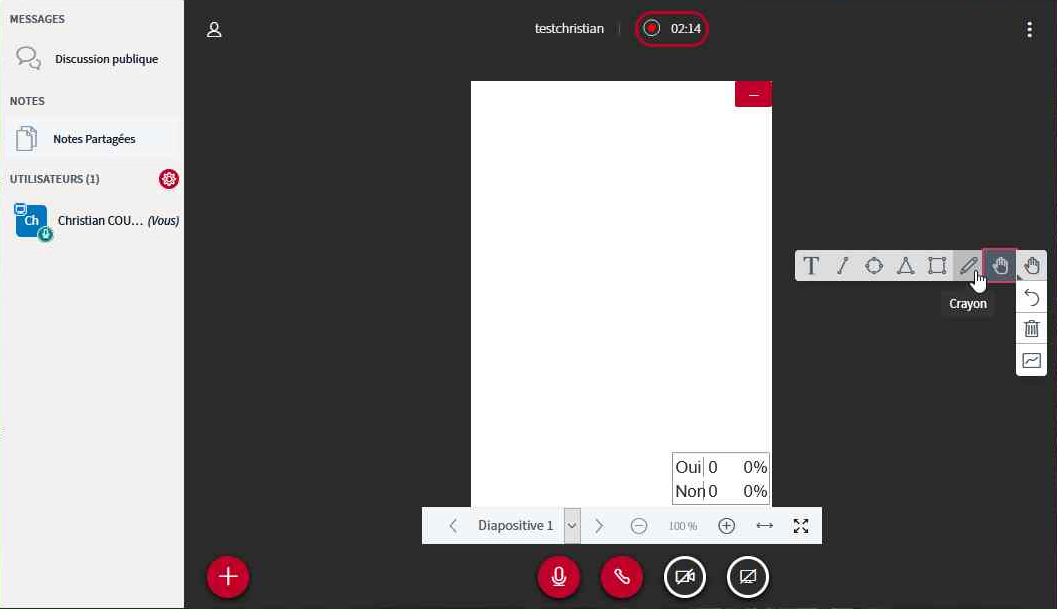 MESSAGES
Discussion publique
NOTES
Notes Partagées
UTILISATEURS (1)
Ch
Christian COU... (Vous)
testchristian
02:14
T
Crayon
Oui 0 0%
Non 0 0%
Diapositive 1
100 %